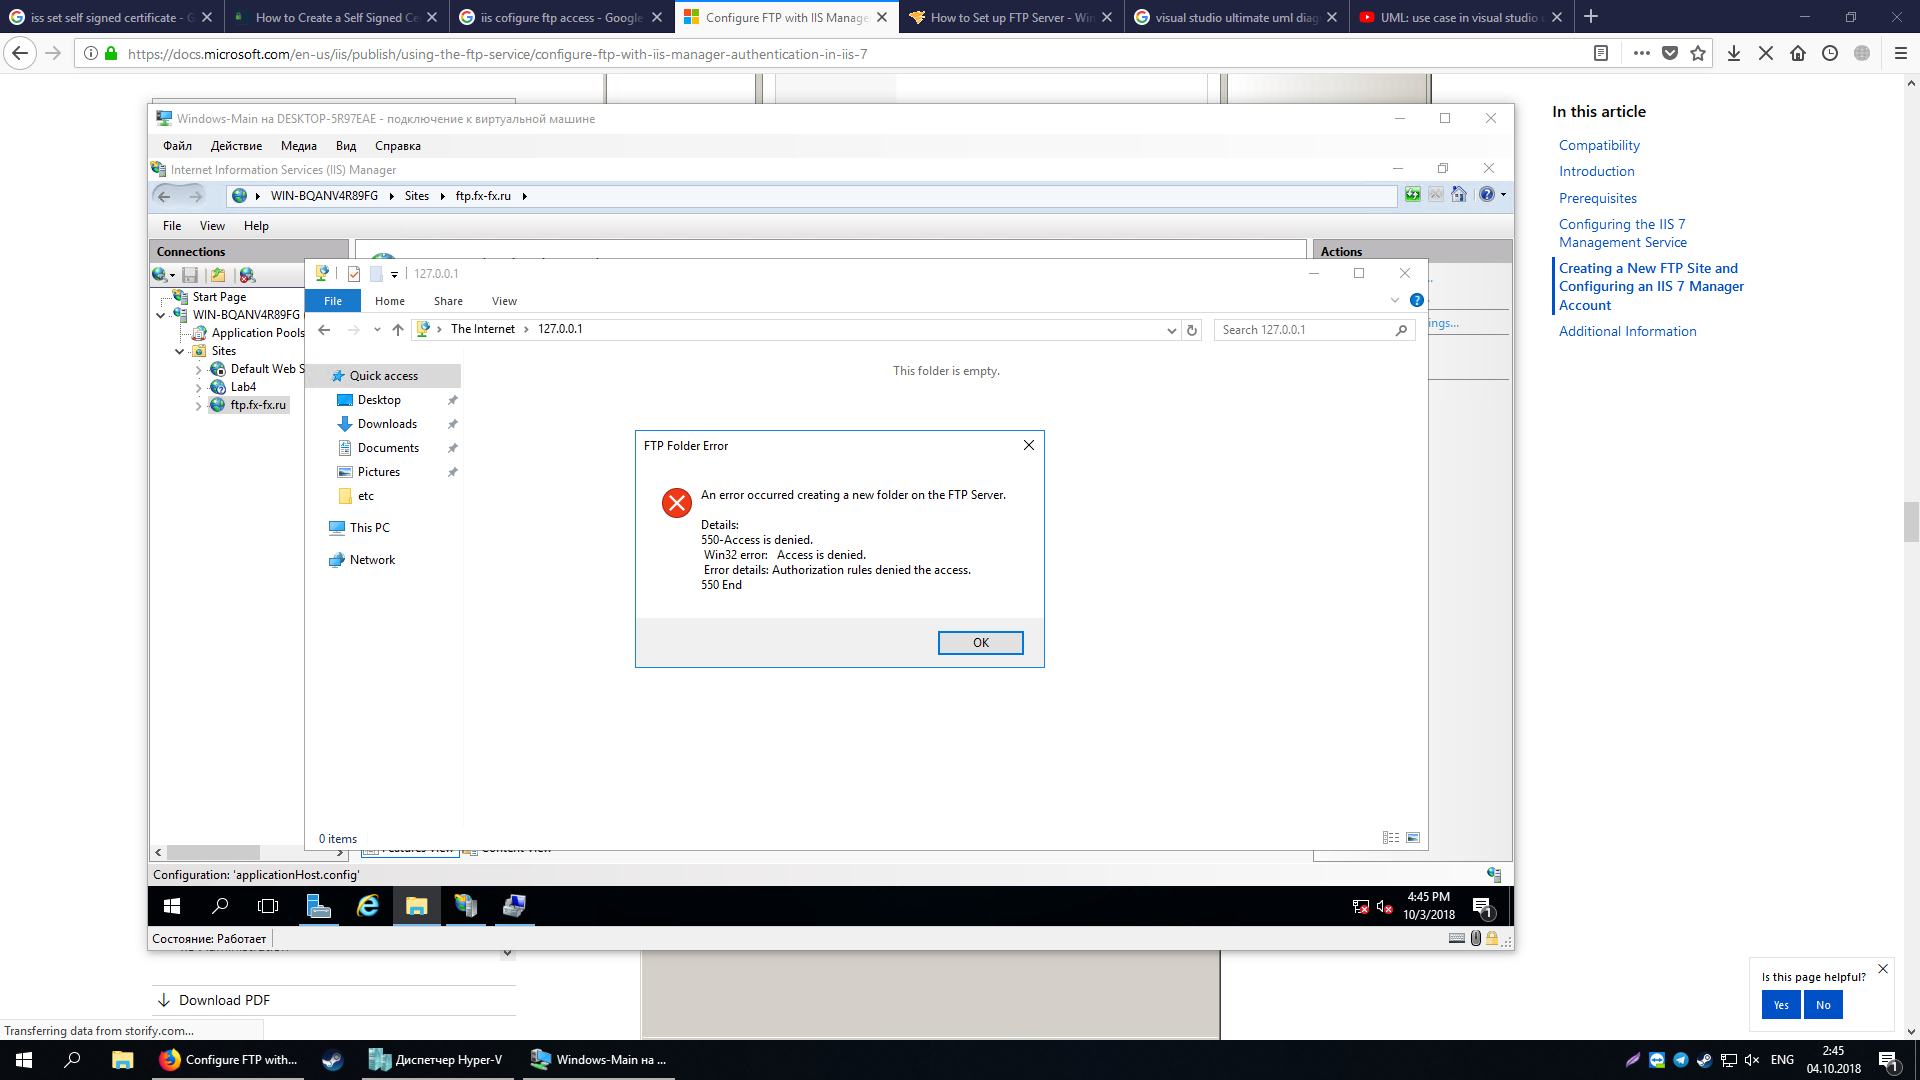 iss set self signed certificate - G
How to Create a Self Signed Ce
iis cofigure ftp access - Google
Configure FTP with IIS Manage
How to Set up FTP Server - Win
visual studio ultimate uml diag
UML: use case in visual studio
https://docs.microsoft.com/en-us/iis/publish/using-the-ftp-service/configure-ftp-with-iis-manager-authentication-in-iis-7
Windows-Main на DESKTOP-5R97EAE - подключение к виртуальной машине
Файл Действие Медиа Вид Справка
Internet Information Services (IIS) Manager
WIN-BQANV4R89FG Sites ftp.fx-fx.ru
File View Help
Connections
Actions
Start Page
WIN-BQANV4R89FG
Application Pools
Sites
Default Web S
Lab4
ftp.fx-fx.ru
127.0.0.1
File Home Share View
The Internet 127.0.0.1
Search 127.0.0.1
ings...
Quick access
Desktop
Downloads
Documents
Pictures
etc
This PC
Network
This folder is empty.
FTP Folder Error
An error occurred creating a new folder on the FTP Server.
Details:
550-Access is denied.
Win32 error: Access is denied.
Error details: Authorization rules denied the access.
550 End
OK
0 items
Features View Content View
Configuration: 'applicationHost.config'
4:45 PM
10/3/2018
1
Состояние: Работает
In this article
Compatibility
Introduction
Prerequisites
Configuring the IIS 7
Management Service
Creating a New FTP Site and
Configuring an IIS 7 Manager
Account
Additional Information
Download PDF
Is this page helpful?
Yes No
Transferring data from storify.com...
Configure FTP with...
Диспетчер Hyper-V
Windows-Main на ...
ENG
2:45
04.10.2018
1